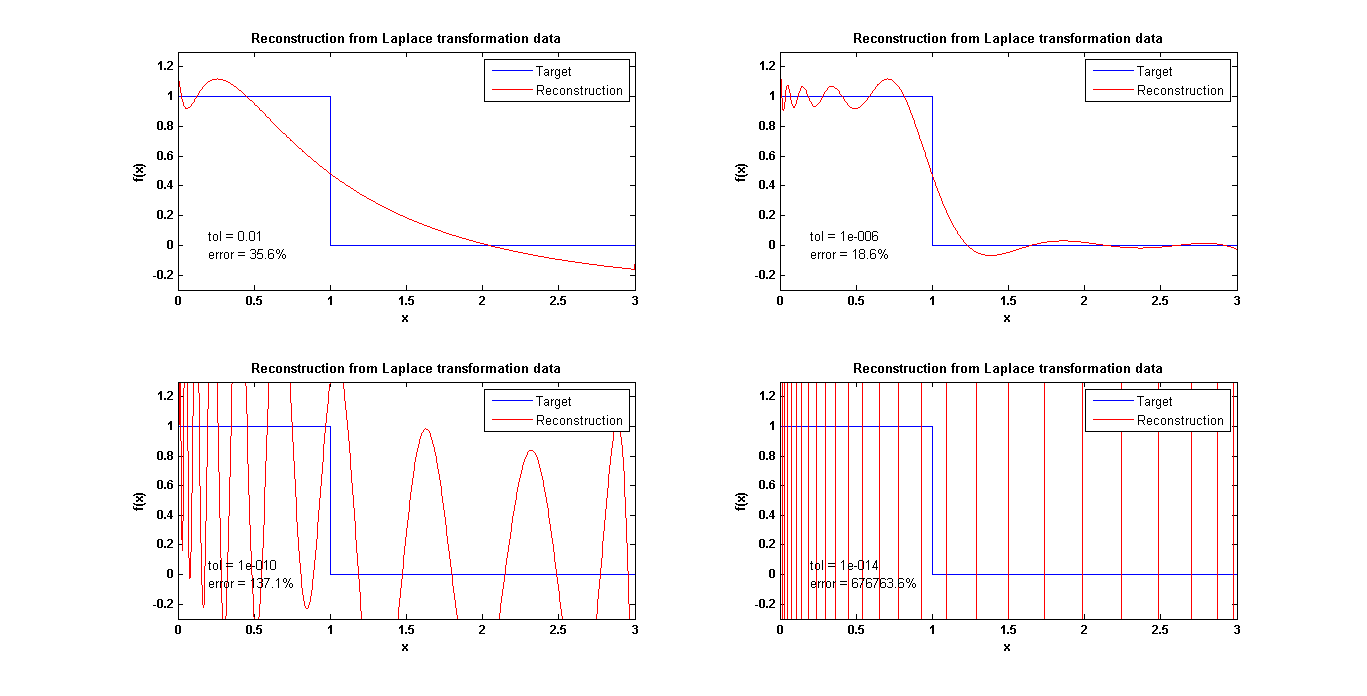 Reconstruction from Laplace transformation data
1.2
1
0.8
0.6
0.4
0.2
0
-0.2
f(x)
Target
Reconstruction
tol = 0.01
error = 35.6%
0 0.5 1 1.5 2 2.5 3
x
Reconstruction from Laplace transformation data
1.2
1
0.8
0.6
0.4
0.2
0
-0.2
f(x)
Target
Reconstruction
tol = 1e-006
error = 18.6%
0 0.5 1 1.5 2 2.5 3
x
Reconstruction from Laplace transformation data
1.2
1
0.8
0.6
0.4
0.2
0
-0.2
f(x)
Target
Reconstruction
tol = 1e-010
error = 137.1%
0 0.5 1 1.5 2 2.5 3
x
Reconstruction from Laplace transformation data
1.2
1
0.8
0.6
0.4
0.2
0
-0.2
f(x)
Target
Reconstruction
tol = 1e-014
error = 676763.6%
0 0.5 1 1.5 2 2.5 3
x